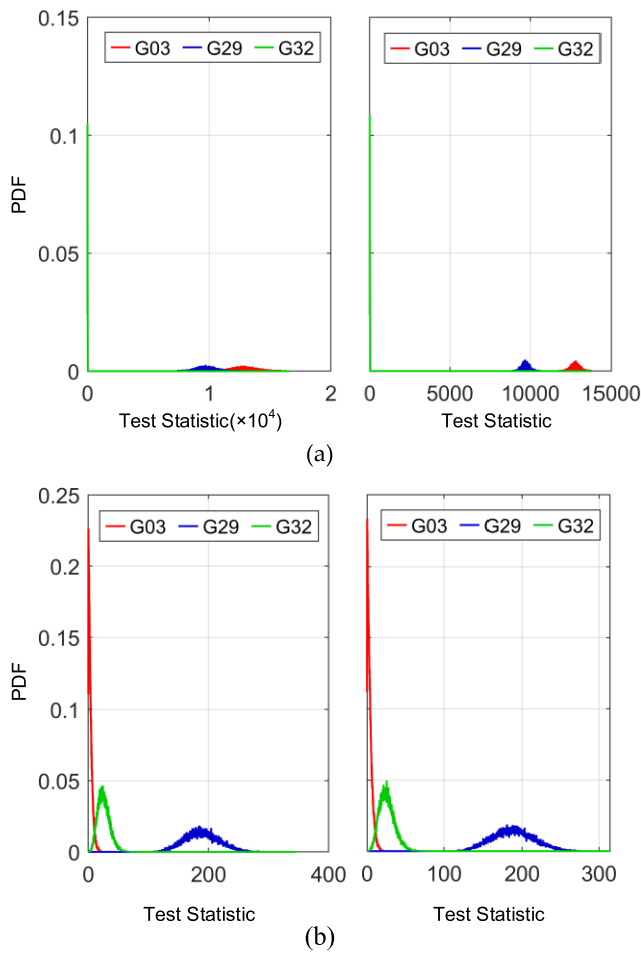 0.15
0.1
0.05
0
PDF
G03 G29 G32
0 1 2
Test Statistic(×10⁴)
G03 G29 G32
0 5000 10000 15000
Test Statistic
(a)
0.25
0.2
0.15
0.1
0.05
0
PDF
G03 G29 G32
0 200 400
Test Statistic
G03 G29 G32
0 100 200 300
Test Statistic
(b)